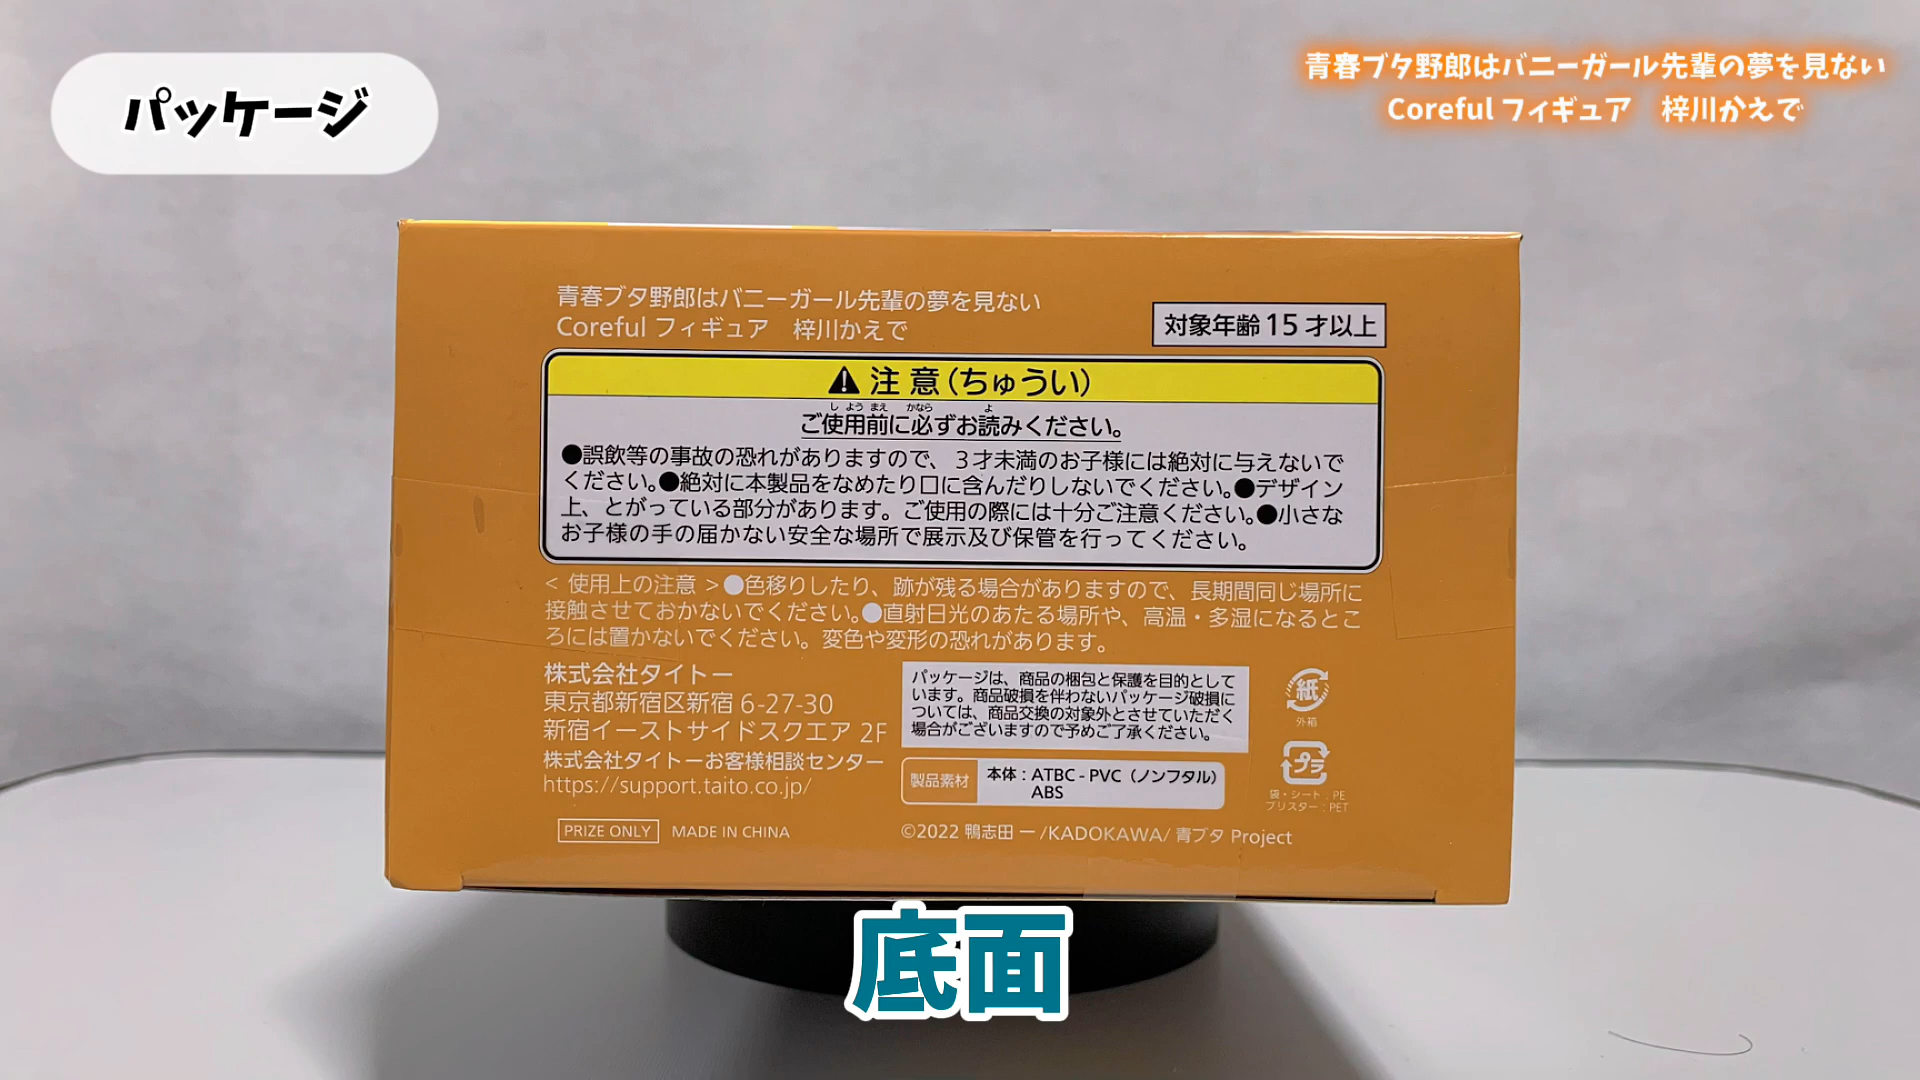 パッケージ
青春ブタ野郎はバニーガール先輩の夢を見ない
Coreful フィギュア　梓川かえで
青春ブタ野郎はバニーガール先輩の夢を見ない
Coreful フィギュア　梓川かえで
対象年齢 15 才以上
注 意(ちゅうい)
し よう まえ かなら よ
ご使用前に必ずお読みください。
●誤飲等の事故の恐れがありますので、３才未満のお子様には絶対に与えないで
ください。●絶対に本製品をなめたり口に含んだりしないでください。●デザイン
上、とがっている部分があります。ご使用の際には十分ご注意ください。●小さな
お子様の手の届かない安全な場所で展示及び保管を行ってください。
< 使用上の注意 >●色移りしたり、跡が残る場合がありますので、長期間同じ場所に
接触させておかないでください。●直射日光のあたる場所や、高温・多湿になるとこ
ろには置かないでください。変色や変形の恐れがあります。
株式会社タイトー
東京都新宿区新宿 6-27-30
新宿イーストサイドスクエア 2F
株式会社タイトーお客様相談センター
https://support.taito.co.jp/
PRIZE ONLY MADE IN CHINA
パッケージは、商品の梱包と保護を目的として
います。商品破損を伴わないパッケージ破損に
ついては、商品交換の対象外とさせていただく
場合がございますので予めご了承ください。
製品素材 本体 : ATBC - PVC（ノンフタル）
ABS
©2022 鴨志田 一 /KADOKAWA/ 青ブタ Project
紙
外箱
プラ
袋・シート : PE
ブリスター : PET
底面